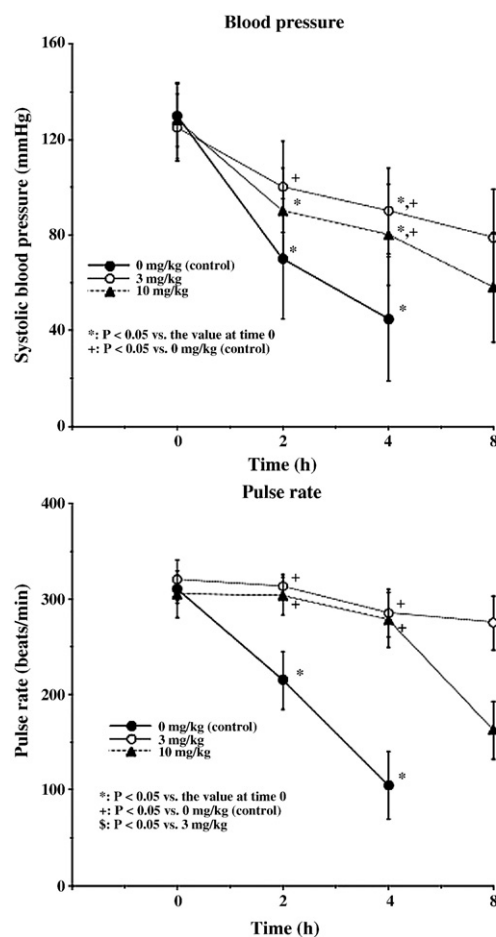 Blood pressure
160
120
80
40
0
Systolic blood pressure (mmHg)
+
*
*
*,+
*,+
*
0 mg/kg (control)
3 mg/kg
10 mg/kg
*: P < 0.05 vs. the value at time 0
+: P < 0.05 vs. 0 mg/kg (control)
0 2 4 8
Time (h)
Pulse rate
400
300
200
100
0
Pulse rate (beats/min)
+
+
+
+
*
*
0 mg/kg (control)
3 mg/kg
10 mg/kg
*: P < 0.05 vs. the value at time 0
+: P < 0.05 vs. 0 mg/kg (control)
$: P < 0.05 vs. 3 mg/kg
0 2 4 8
Time (h)